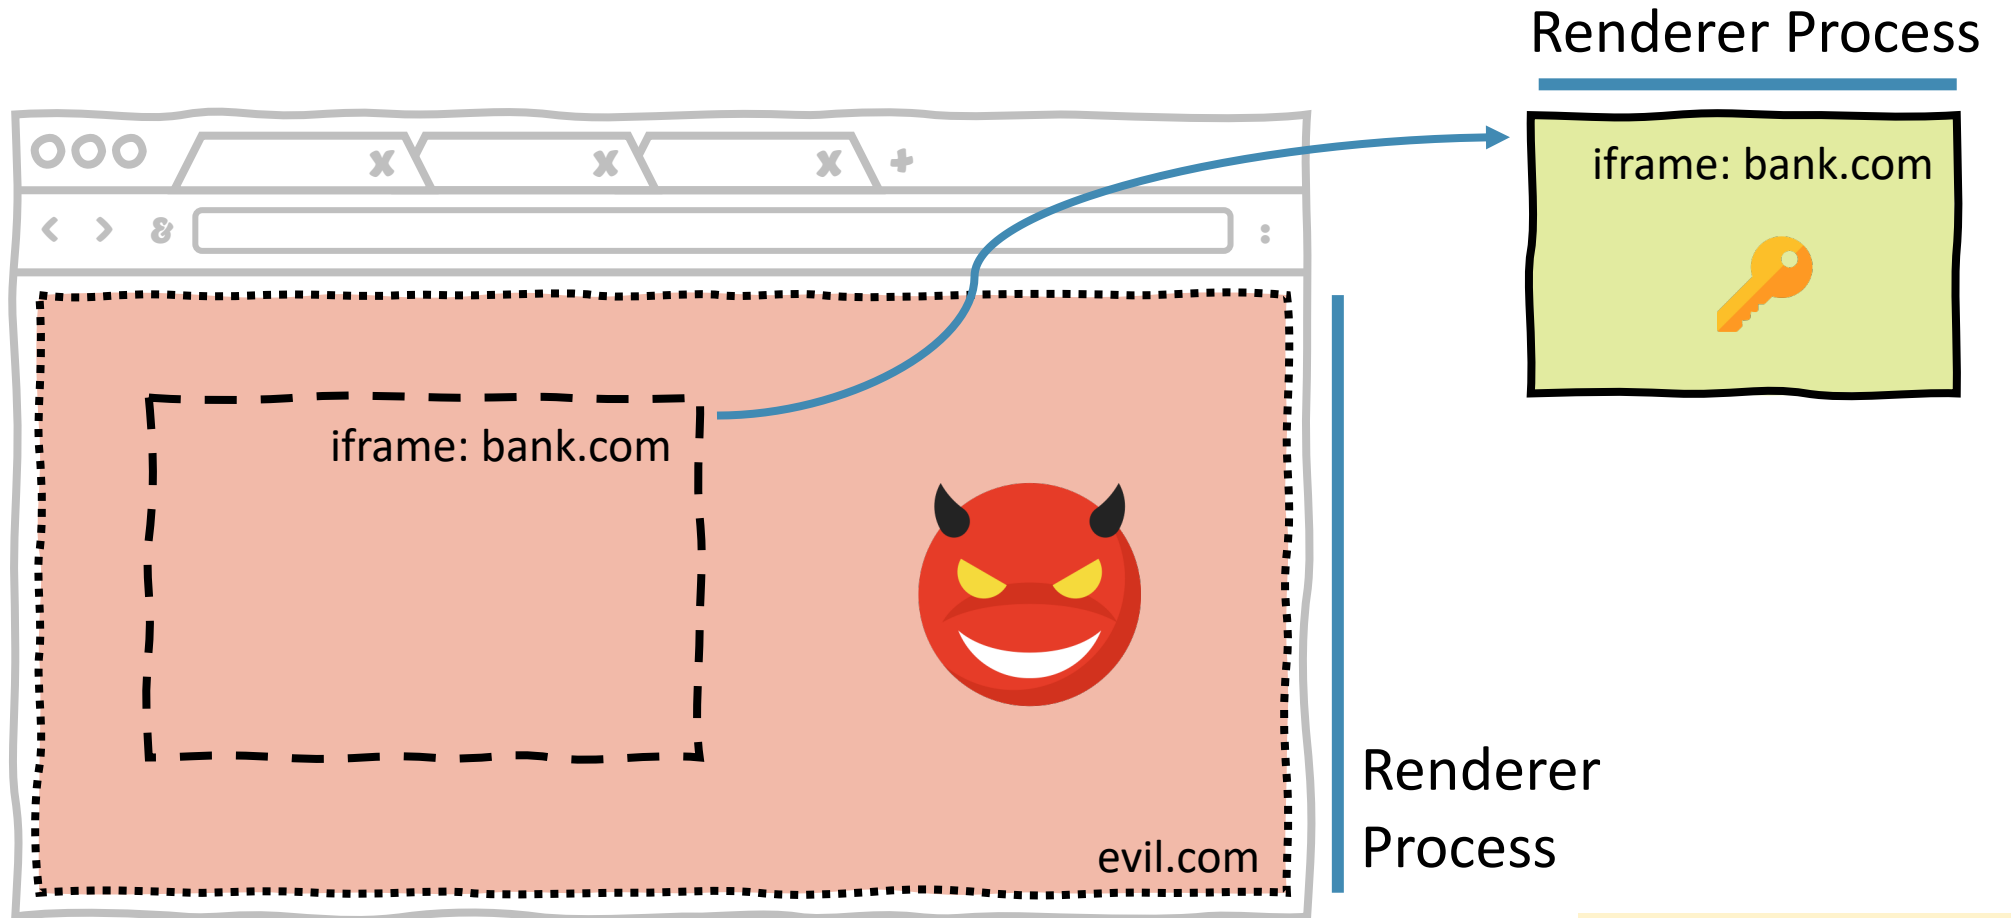 Renderer Process
iframe: bank.com
iframe: bank.com
Renderer
Process
evil.com